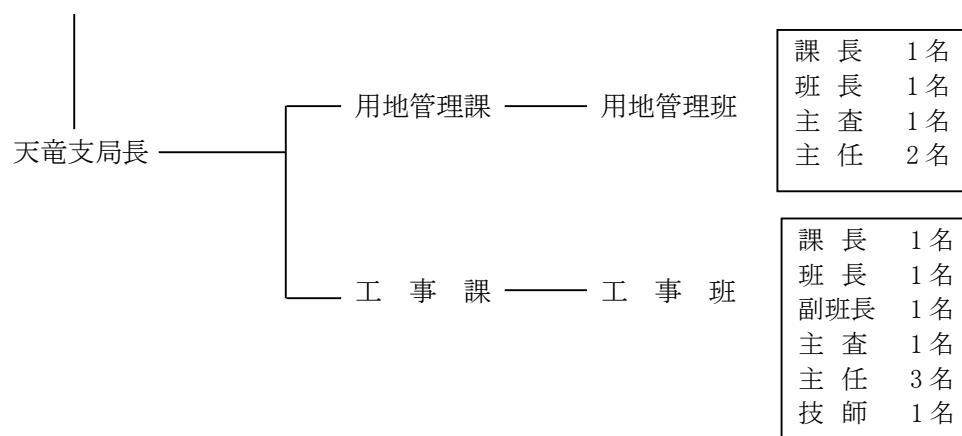 天竜支局長
用地管理課 用地管理班
課 長 1名
班 長 1名
主 査 1名
主 任 2名
工 事 課 工 事 班
課 長 1名
班 長 1名
副班長 1名
主 査 1名
主 任 3名
技 師 1名